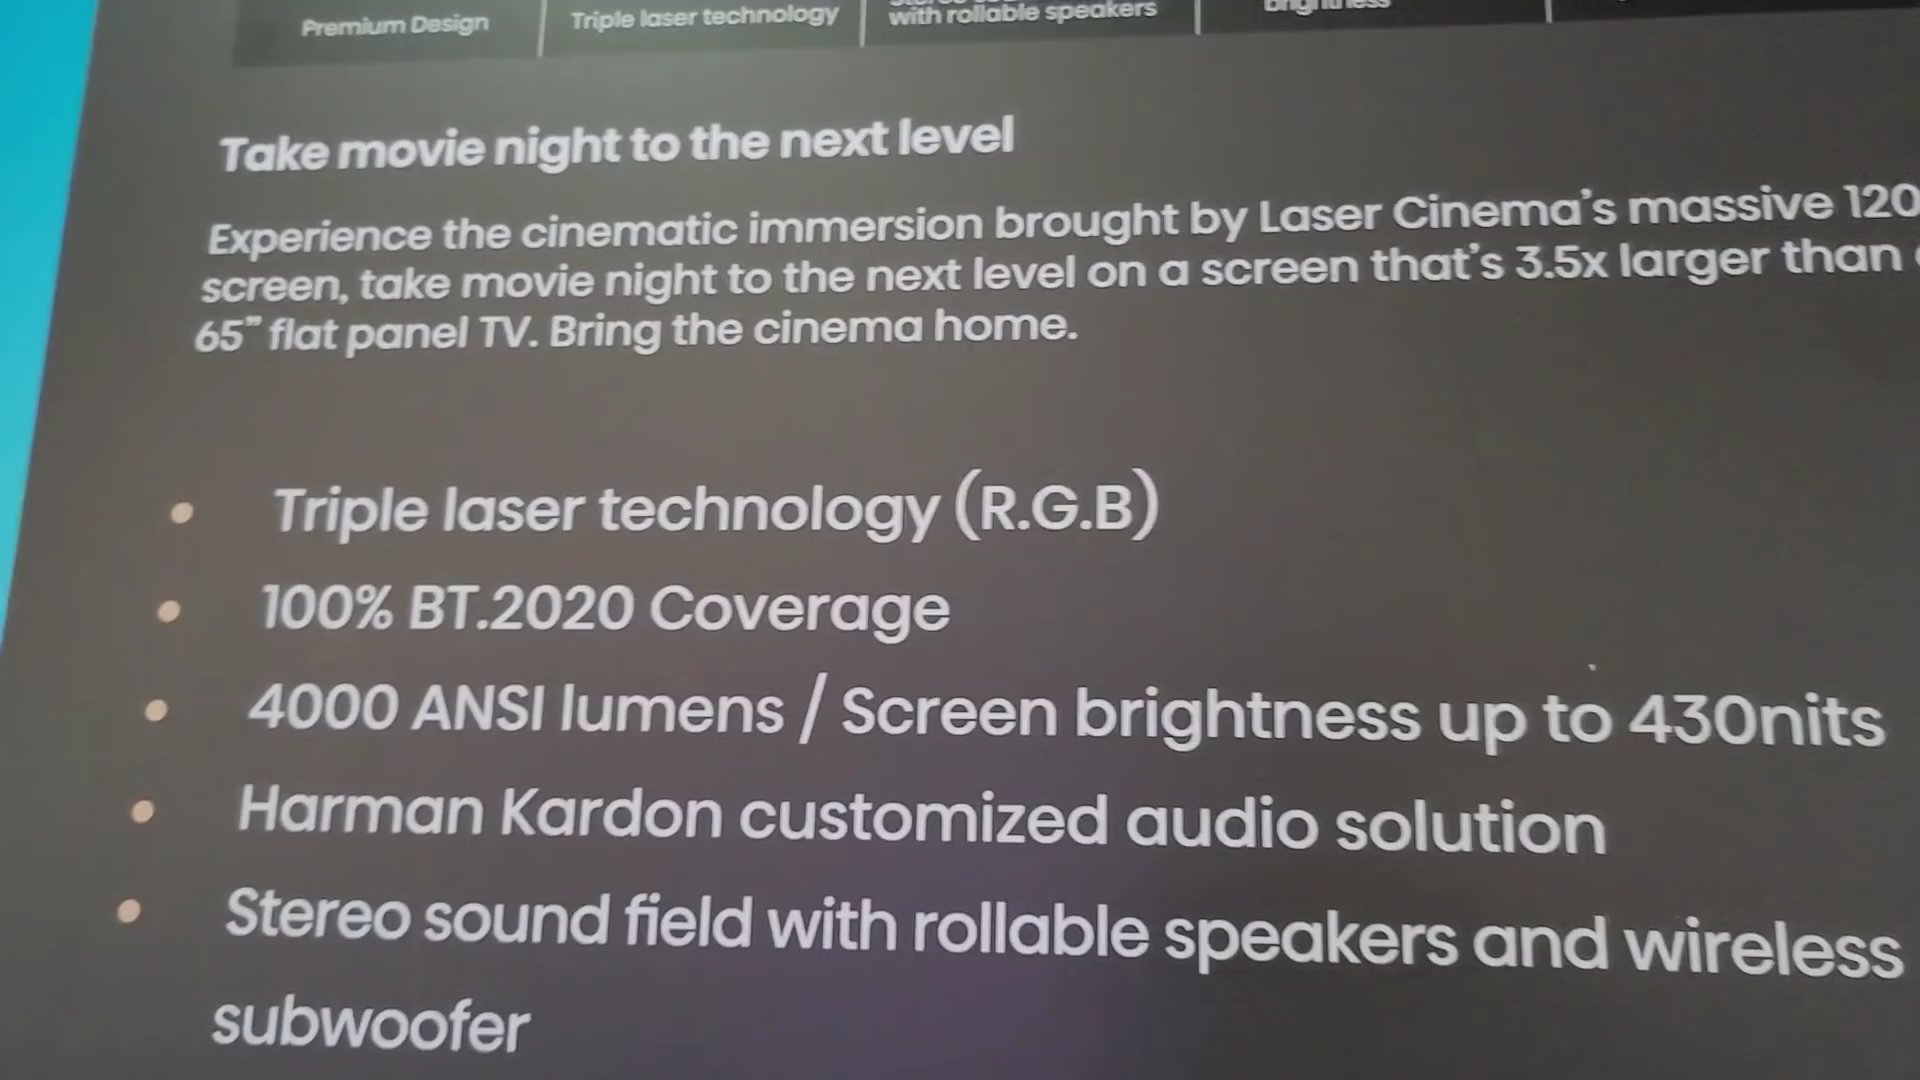 Premium Design
Triple laser technology
with rollable speakers
brightness
Take movie night to the next level
Experience the cinematic immersion brought by Laser Cinema's massive 120
screen, take movie night to the next level on a screen that's 3.5x larger than
65" flat panel TV. Bring the cinema home.
• Triple laser technology (R.G.B)
• 100% BT.2020 Coverage
• 4000 ANSI lumens / Screen brightness up to 430nits
• Harman Kardon customized audio solution
• Stereo sound field with rollable speakers and wireless
subwoofer